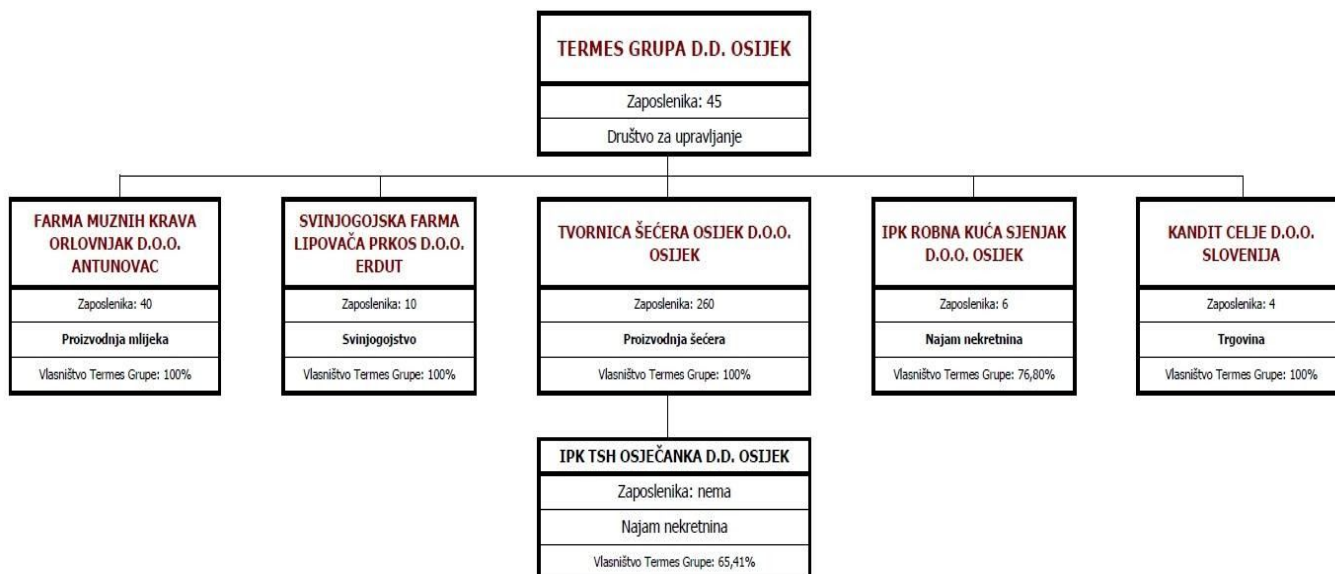 TERMES GRUPA D.D. OSIJEK
Zaposlenika: 45
Društvo za upravljanje
FARMA MUZNIH KRAVA
ORLOVNJAK D.O.O.
ANTUNOVAC
Zaposlenika: 40
Proizvodnja mlijeka
Vlasništvo Termes Grupe: 100%
SVINJOGOJSKA FARMA
LIPOVAČA PRKOS D.O.O.
ERDUT
Zaposlenika: 10
Svinjogojstvo
Vlasništvo Termes Grupe: 100%
TVORNICA ŠEĆERA OSIJEK D.O.O.
OSIJEK
Zaposlenika: 260
Proizvodnja šećera
Vlasništvo Termes Grupe: 100%
IPK ROBNA KUĆA SJENJAK
D.O.O. OSIJEK
Zaposlenika: 6
Najam nekretnina
Vlasništvo Termes Grupe: 76,80%
KANDIT CELJE D.O.O.
SLOVENIJA
Zaposlenika: 4
Trgovina
Vlasništvo Termes Grupe: 100%
IPK TSH OSJEČANKA D.D. OSIJEK
Zaposlenika: nema
Najam nekretnina
Vlasništvo Termes Grupe: 65,41%